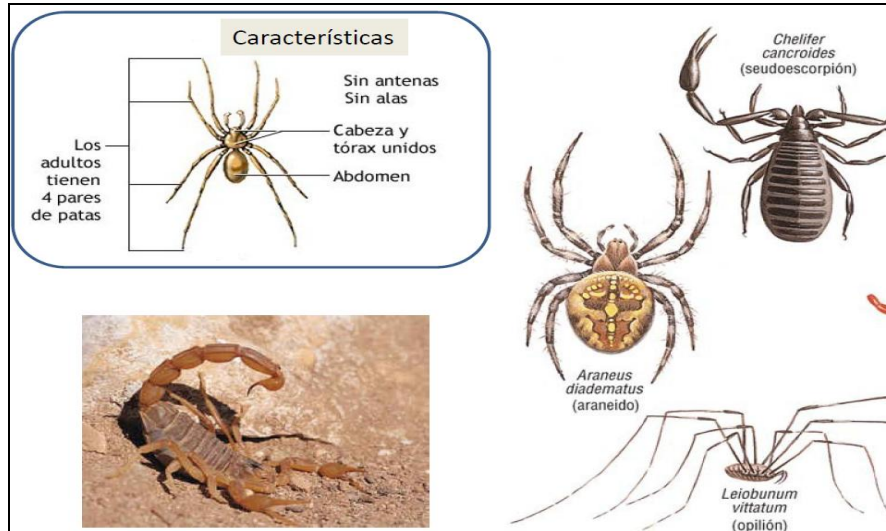 Características
Sin antenas
Sin alas
Cabeza y
tórax unidos
Abdomen
Los
adultos
tienen
4 pares
de patas
Chelifer
cancroides
(seudoescorpión)
Araneus
diadematus
(araneido)
Leiobunum
vittatum
(opilión)